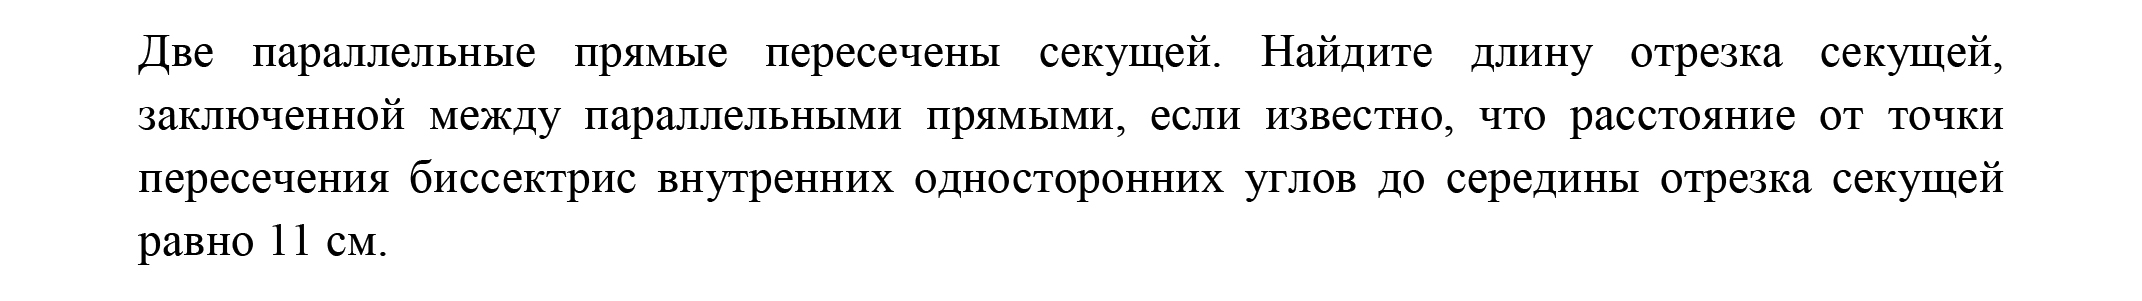 Две параллельные прямые пересечены секущей. Найдите длину отрезка секущей,
заключенной между параллельными прямыми, если известно, что расстояние от точки
пересечения биссектрис внутренних односторонних углов до середины отрезка секущей
равно 11 см.